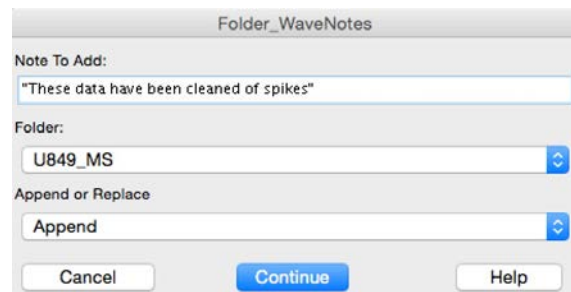 Folder_WaveNotes
Note To Add:
"These data have been cleaned of spikes"
Folder:
U849_MS
Append or Replace
Append
Cancel Continue Help